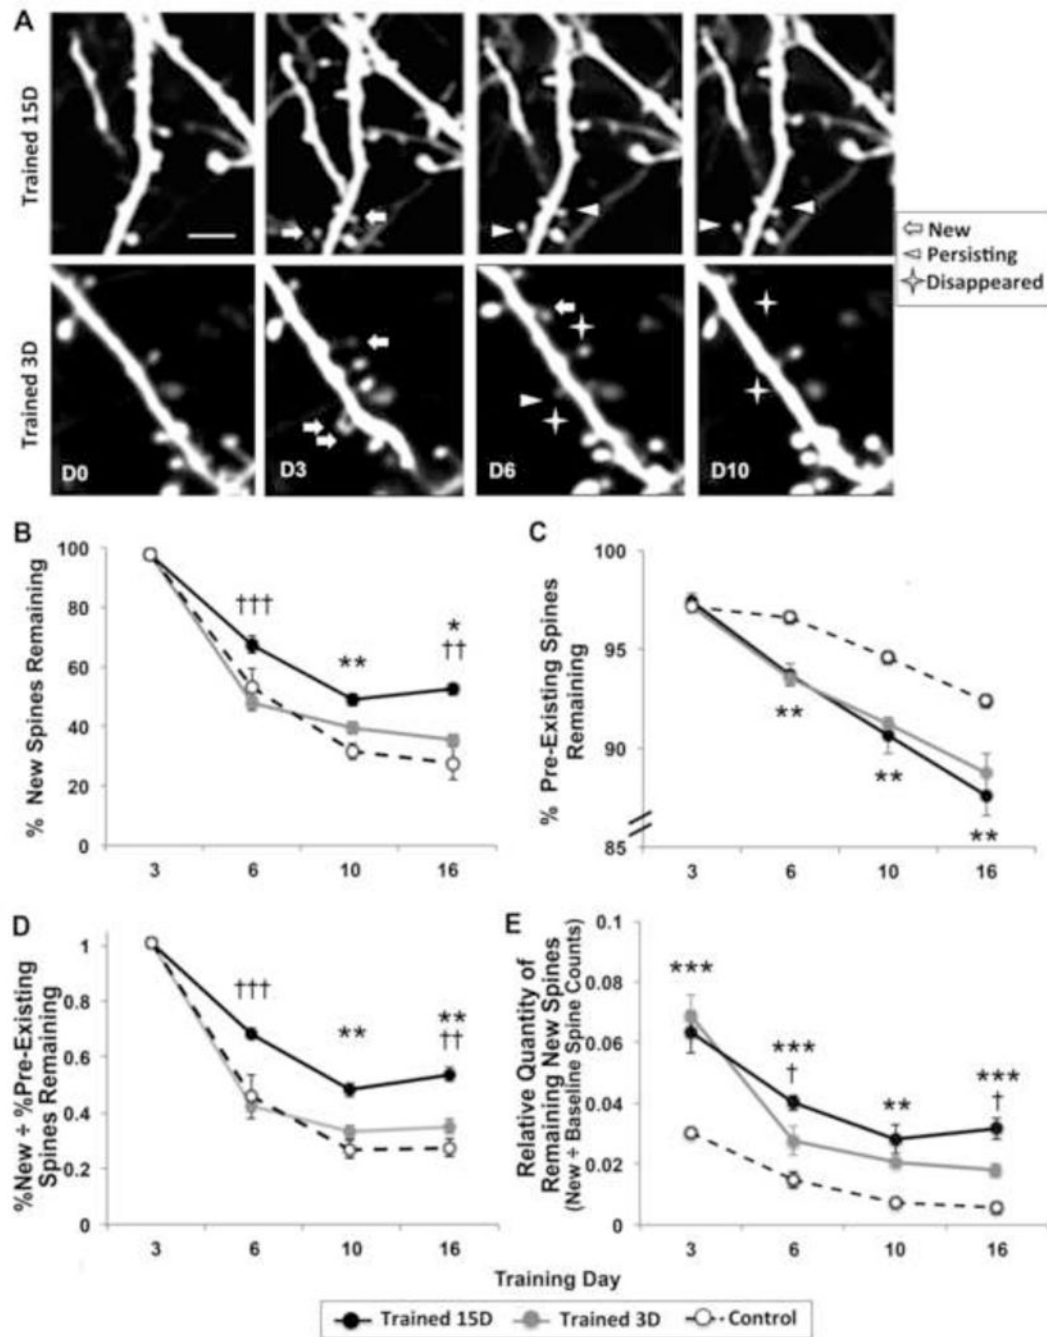 A
Trained 15D
Trained 3D
D0
D3
D6
D10
New
Persisting
Disappeared
B
% New Spines Remaining
100
80
60
40
20
0
3
6
10
16
†††
**
*
††
C
% Pre-Existing Spines
Remaining
100
95
90
85
3
6
10
16
**
**
**
D
%New ÷ %Pre-Existing
Spines Remaining
1
0.8
0.6
0.4
0.2
0
3
6
10
16
†††
**
**
††
E
Relative Quantity of
Remaining New Spines
(New ÷ Baseline Spine Counts)
0.1
0.08
0.06
0.04
0.02
0
3
6
10
16
***
***
†
**
***
†
Training Day
Trained 15D
Trained 3D
Control